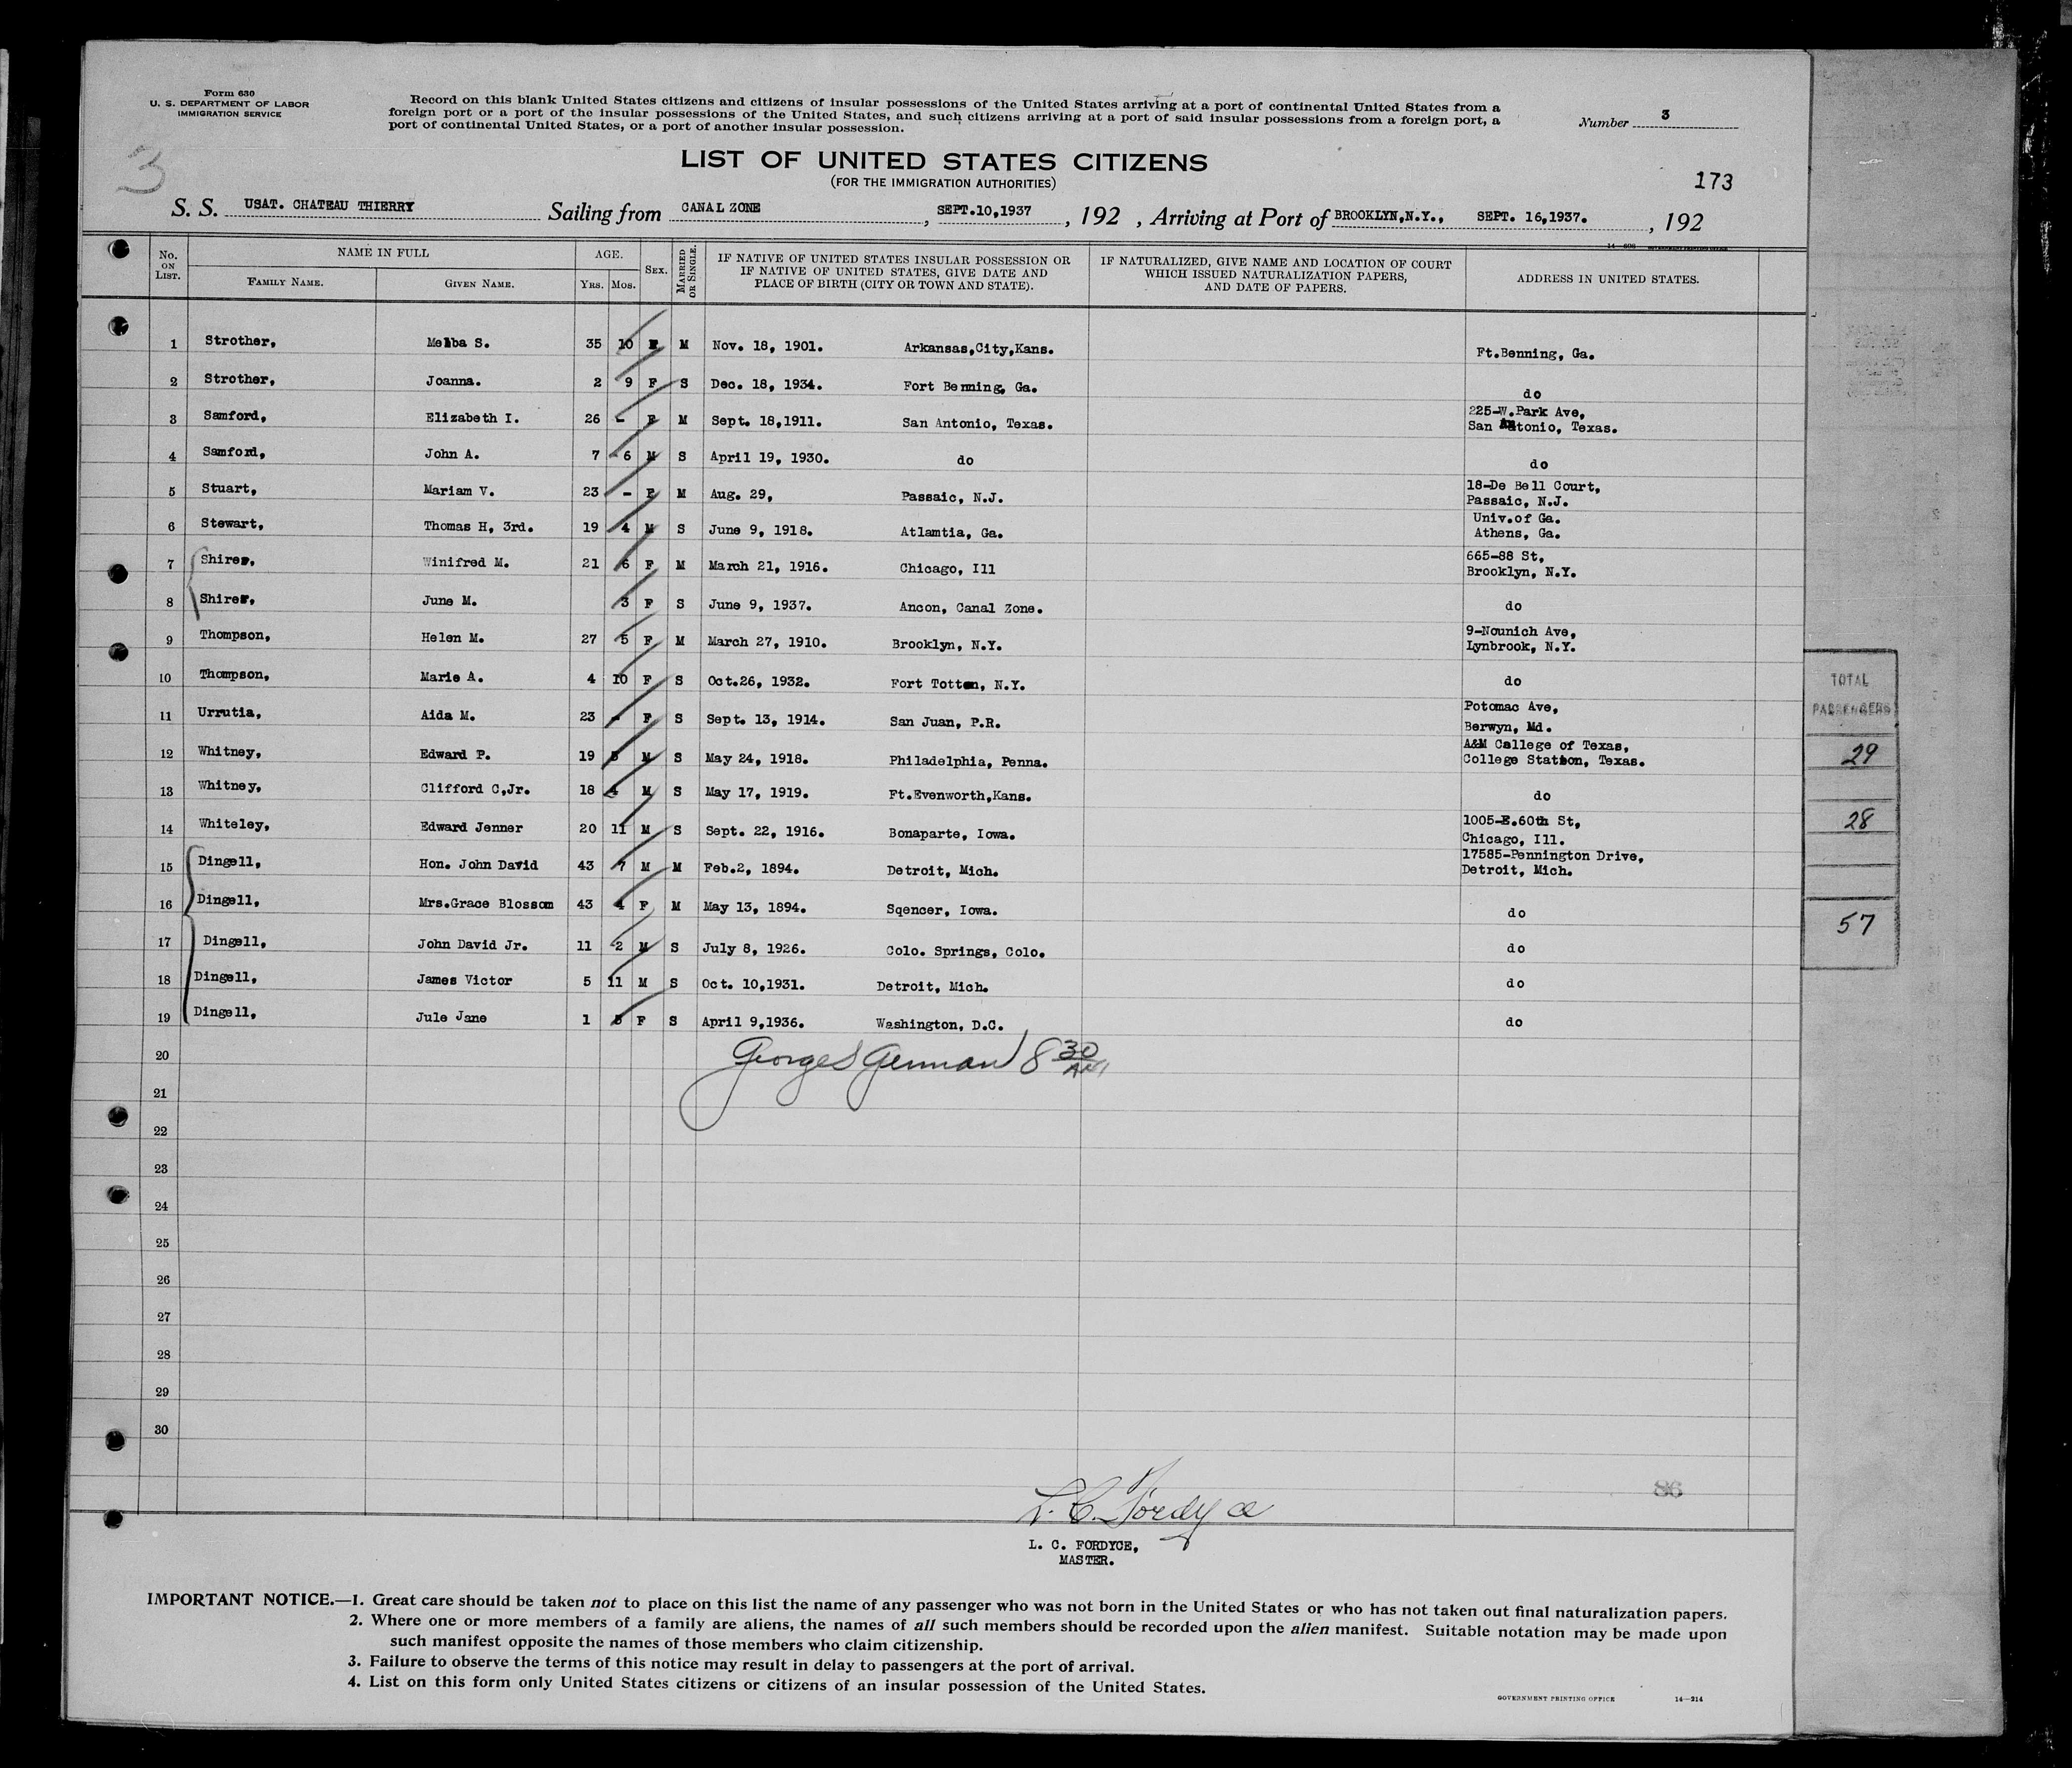 Form 630
U. S. DEPARTMENT OF LABOR
IMMIGRATION SERVICE
Record on this blank United States citizens and citizens of insular possessions of the United States arriving at a port of continental United States from a
foreign port or a port of the insular possessions of the United States, and such citizens arriving at a port of said insular possessions from a foreign port, a
port of continental United States, or a port of another insular possession.
Number 3
3
LIST OF UNITED STATES CITIZENS
(FOR THE IMMIGRATION AUTHORITIES)
173
S. S. USAT. CHATEAU THIERRY Sailing from CANAL ZONE, SEPT.10,1937, 192 , Arriving at Port of BROOKLYN,N.Y., SEPT. 16,1937., 192
No. ON LIST. NAME IN FULL FAMILY NAME. GIVEN NAME. AGE. YRS. MOS. SEX. MARRIED OR SINGLE. IF NATIVE OF UNITED STATES INSULAR POSSESSION OR IF NATIVE OF UNITED STATES, GIVE DATE AND PLACE OF BIRTH (CITY OR TOWN AND STATE). IF NATURALIZED, GIVE NAME AND LOCATION OF COURT WHICH ISSUED NATURALIZATION PAPERS, AND DATE OF PAPERS. ADDRESS IN UNITED STATES.
1 Strother, Melba S. 35 10 F M Nov. 18, 1901. Arkansas,City,Kans. Ft.Benning, Ga.
2 Strother, Joanna. 2 9 F S Dec. 18, 1934. Fort Benning, Ga. do
3 Samford, Elizabeth I. 26 - F M Sept. 18,1911. San Antonio, Texas. 225-W.Park Ave, San Antonio, Texas.
4 Samford, John A. 7 6 M S April 19, 1930. do do
5 Stuart, Mariam V. 23 - F M Aug. 29, Passaic, N.J. 18-De Bell Court, Passaic, N.J.
6 Stewart, Thomas H, 3rd. 19 4 M S June 9, 1918. Atlamtia, Ga. Univ.of Ga. Athens, Ga.
7 Shires, Winifred M. 21 6 F M March 21, 1916. Chicago, Ill 665-88 St, Brooklyn, N.Y.
8 Shires, June M. 3 F S June 9, 1937. Ancon, Canal Zone. do
9 Thompson, Helen M. 27 5 F M March 27, 1910. Brooklyn, N.Y. 9-Nounich Ave, Lynbrook, N.Y.
10 Thompson, Marie A. 4 10 F S Oct.26, 1932. Fort Totten, N.Y. do
11 Urrutia, Aida M. 23 - F S Sept. 13, 1914. San Juan, P.R. Potomac Ave, Berwyn, Md.
12 Whitney, Edward P. 19 M S May 24, 1918. Philadelphia, Penna. A&M College of Texas, College Station, Texas.
13 Whitney, Clifford C,Jr. 18 4 M S May 17, 1919. Ft.Evenworth,Kans. do
14 Whiteley, Edward Jenner 20 11 M S Sept. 22, 1916. Bonaparte, Iowa. 1005-E.60th St, Chicago, Ill.
15 Dingell, Hon. John David 43 7 M M Feb.2, 1894. Detroit, Mich. 17585-Pennington Drive, Detroit, Mich.
16 Dingell, Mrs.Grace Blossom 43 4 F M May 13, 1894. Sqencer, Iowa. do
17 Dingell, John David Jr. 11 2 M S July 8, 1926. Colo. Springs, Colo. do
18 Dingell, James Victor 5 11 M S Oct. 10,1931. Detroit, Mich. do
19 Dingell, Jule Jane 1 5 F S April 9,1936. Washington, D.C. do
20 George S German 8 30 AM
21
22
23
24
25
26
27
28
29
30
TOTAL
PASSENGERS
29
28
57
86
L. C. Fordyce
L. C. FORDYCE,
MASTER.
IMPORTANT NOTICE.—1. Great care should be taken not to place on this list the name of any passenger who was not born in the United States or who has not taken out final naturalization papers.
2. Where one or more members of a family are aliens, the names of all such members should be recorded upon the alien manifest. Suitable notation may be made upon
such manifest opposite the names of those members who claim citizenship.
3. Failure to observe the terms of this notice may result in delay to passengers at the port of arrival.
4. List on this form only United States citizens or citizens of an insular possession of the United States.
GOVERNMENT PRINTING OFFICE 14—214